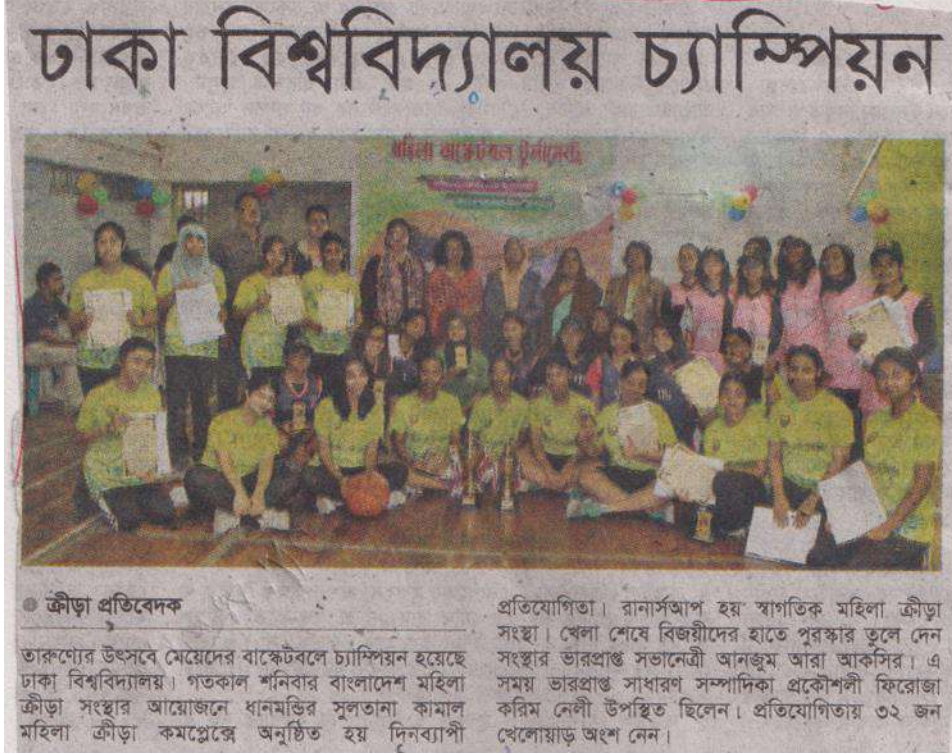 ঢাকা বিশ্ববিদ্যালয় চ্যাম্পিয়ন
মহিলা বাস্কেটবল টুর্নামেন্ট
ক্রীড়া প্রতিবেদক
তারুণ্যের উৎসবে মেয়েদের বাস্কেটবলে চ্যাম্পিয়ন হয়েছে
ঢাকা বিশ্ববিদ্যালয়। গতকাল শনিবার বাংলাদেশ মহিলা
ক্রীড়া সংস্থার আয়োজনে ধানমন্ডির সুলতানা কামাল
মহিলা ক্রীড়া কমপ্লেক্সে অনুষ্ঠিত হয় দিনব্যাপী
প্রতিযোগিতা। রানার্সআপ হয় স্বাগতিক মহিলা ক্রীড়া
সংস্থা। খেলা শেষে বিজয়ীদের হাতে পুরস্কার তুলে দেন
সংস্থার ভারপ্রাপ্ত সভানেত্রী আনজুম আরা আকসির। এ
সময় ভারপ্রাপ্ত সাধারণ সম্পাদিকা প্রকৌশলী ফিরোজা
করিম নেলী উপস্থিত ছিলেন। প্রতিযোগিতায় ৩২ জন
খেলোয়াড় অংশ নেন।